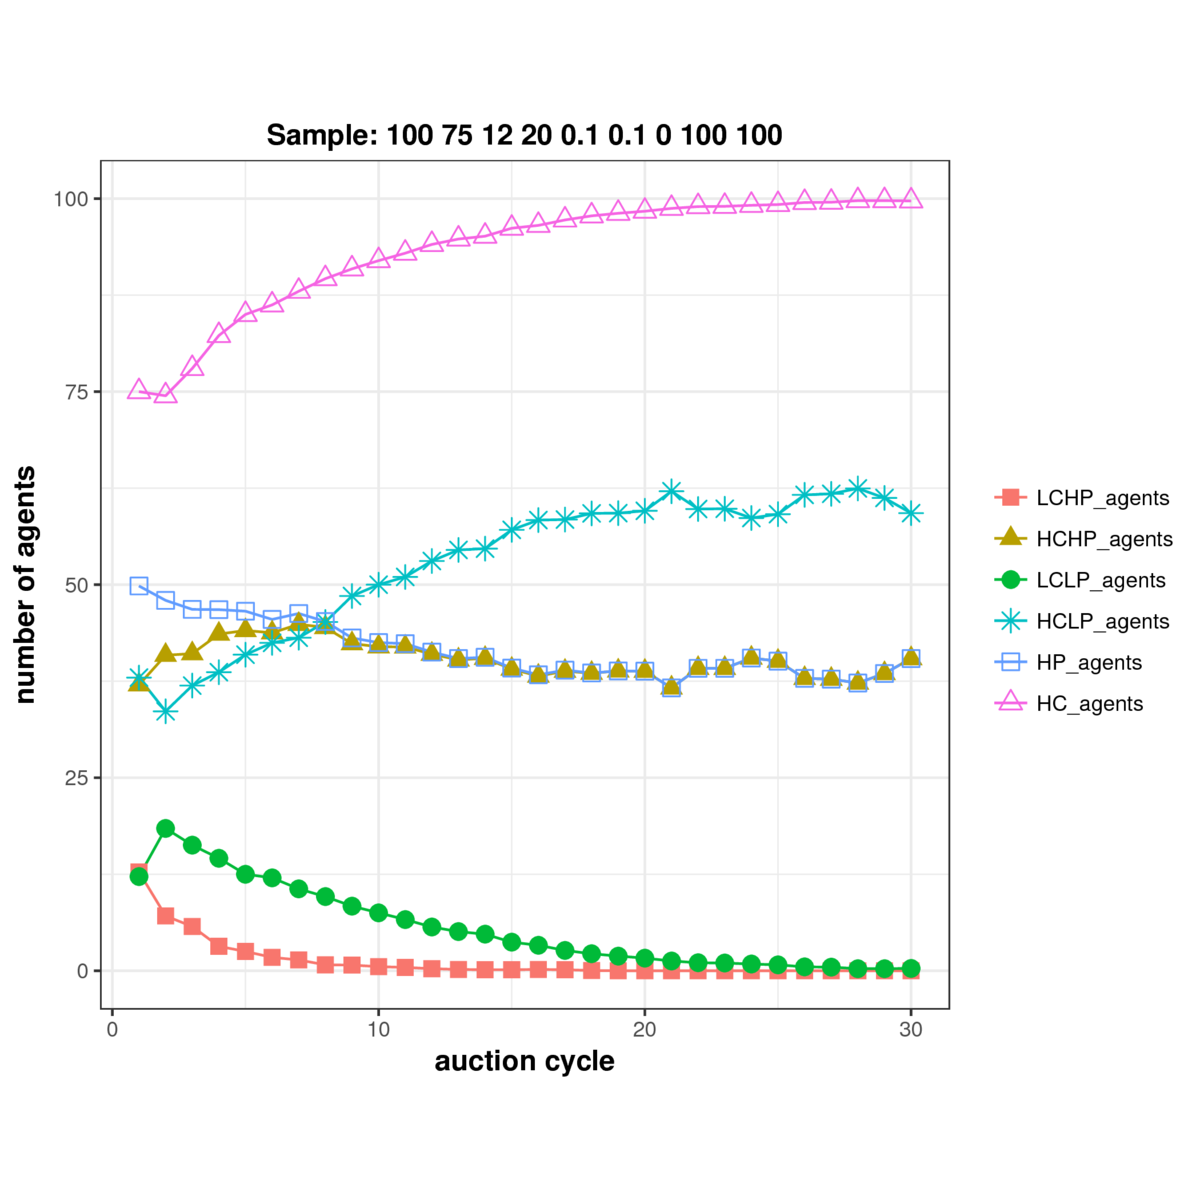 Sample: 100 75 12 20 0.1 0.1 0 100 100
number of agents
100
75
50
25
0
0 10 20 30
auction cycle
LCHP_agents
HCHP_agents
LCLP_agents
HCLP_agents
HP_agents
HC_agents